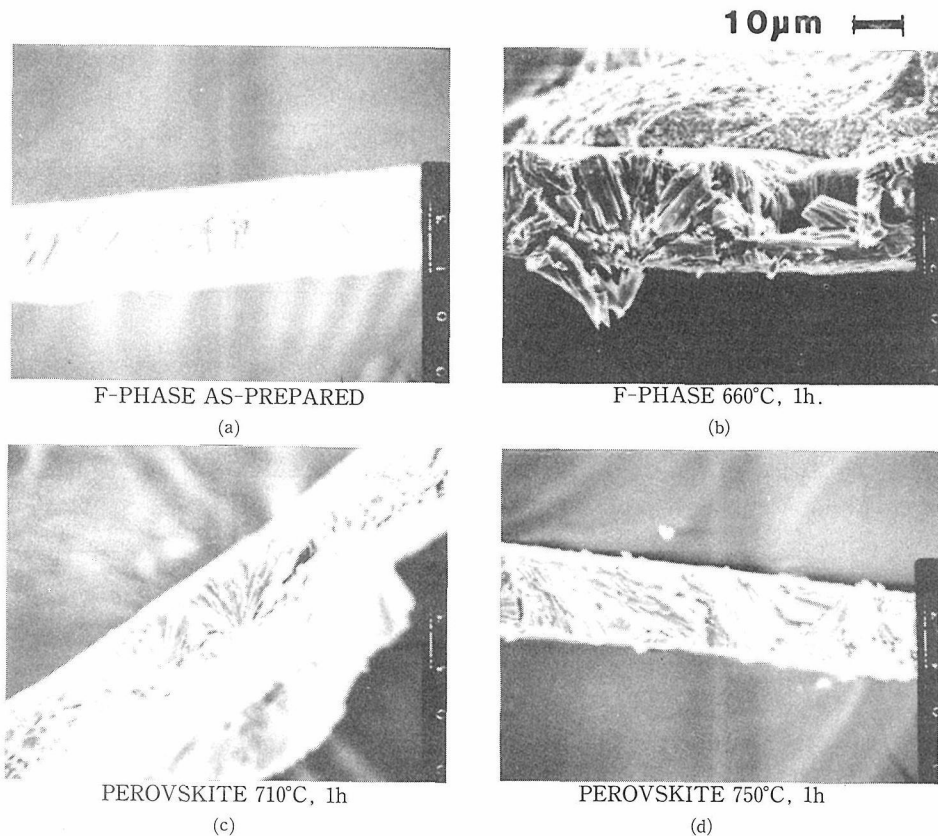 10μm
F-PHASE AS-PREPARED
(a)
F-PHASE 660°C, 1h.
(b)
PEROVSKITE 710°C, 1h
(c)
PEROVSKITE 750°C, 1h
(d)